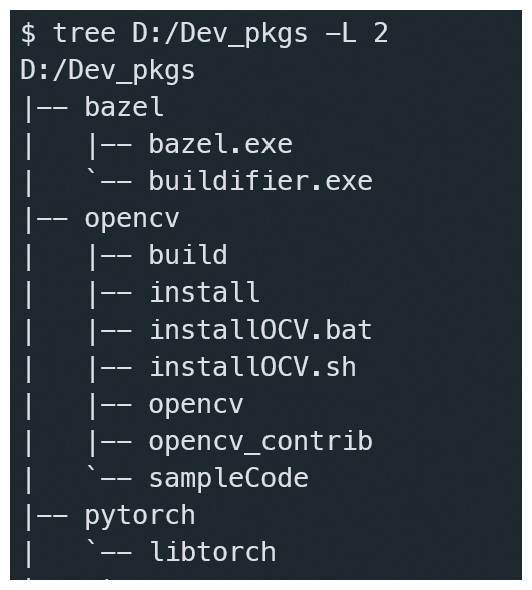 $ tree D:/Dev_pkgs -L 2
D:/Dev_pkgs
|-- bazel
|   |-- bazel.exe
|   `-- buildifier.exe
|-- opencv
|   |-- build
|   |-- install
|   |-- installOCV.bat
|   |-- installOCV.sh
|   |-- opencv
|   |-- opencv_contrib
|   `-- sampleCode
|-- pytorch
|   `-- libtorch